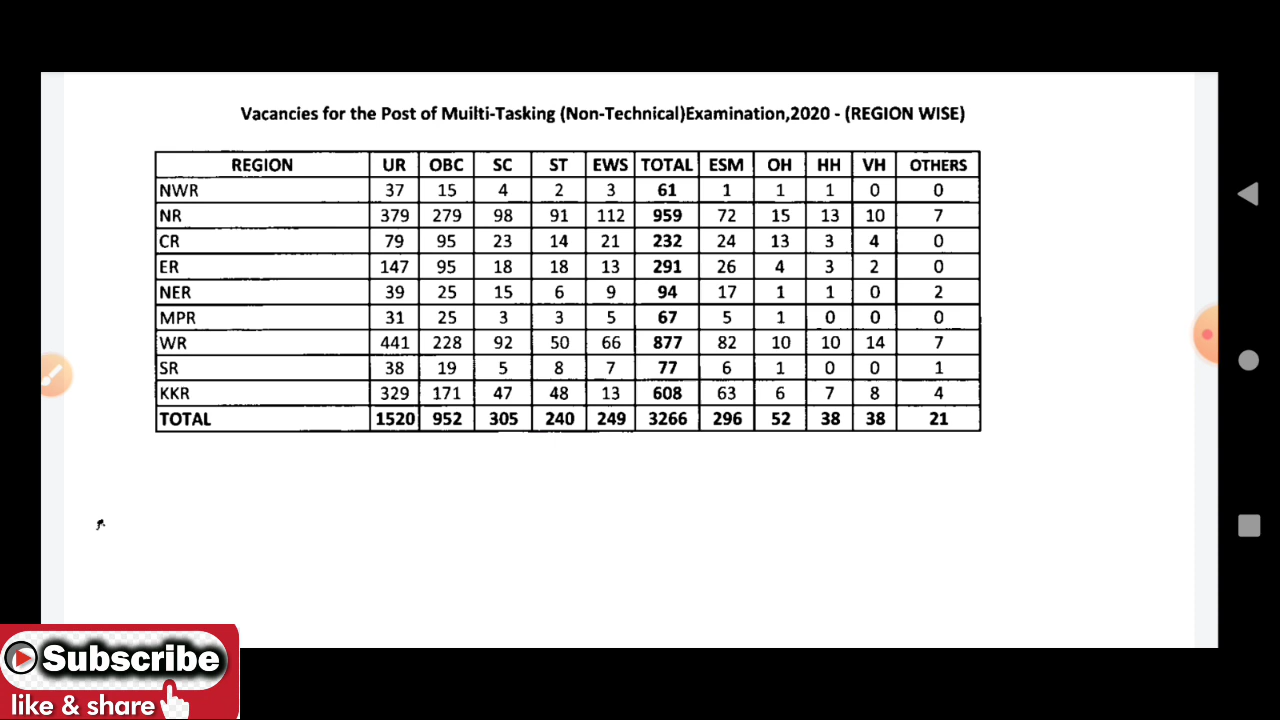 Vacancies for the Post of Muilti-Tasking (Non-Technical)Examination,2020 - (REGION WISE)
REGION UR OBC SC ST EWS TOTAL ESM OH HH VH OTHERS
NWR 37 15 4 2 3 61 1 1 1 0 0
NR 379 279 98 91 112 959 72 15 13 10 7
CR 79 95 23 14 21 232 24 13 3 4 0
ER 147 95 18 18 13 291 26 4 3 2 0
NER 39 25 15 6 9 94 17 1 1 0 2
MPR 31 25 3 3 5 67 5 1 0 0 0
WR 441 228 92 50 66 877 82 10 10 14 7
SR 38 19 5 8 7 77 6 1 0 0 1
KKR 329 171 47 48 13 608 63 6 7 8 4
TOTAL 1520 952 305 240 249 3266 296 52 38 38 21
Subscribe
like & share